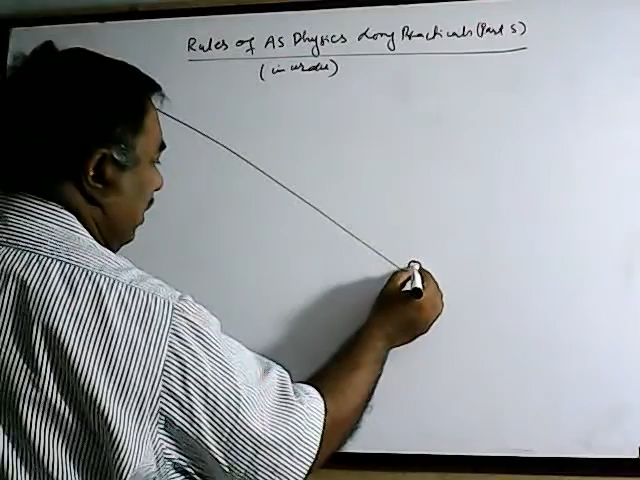 Rules of AS Physics Long Practicals (Part 5)
(in urdu)